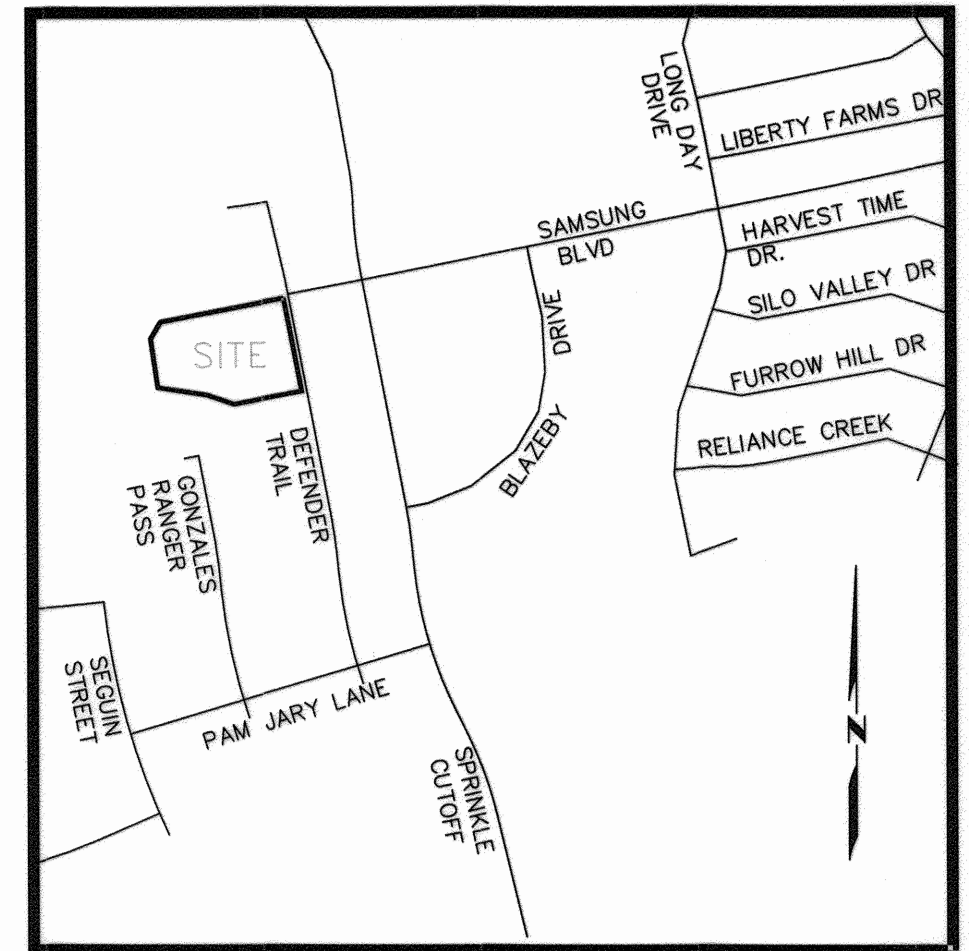 LONG DAY
DRIVE
LIBERTY FARMS DR
SAMSUNG
BLVD
HARVEST TIME
DR.
SILO VALLEY DR
DRIVE
BLAZEBY
FURROW HILL DR
RELIANCE CREEK
SITE
DEFENDER
TRAIL
GONZALES
RANGER
PASS
SEGUIN
STREET
PAM JARY LANE
SPRINKLE
CUTOFF
N